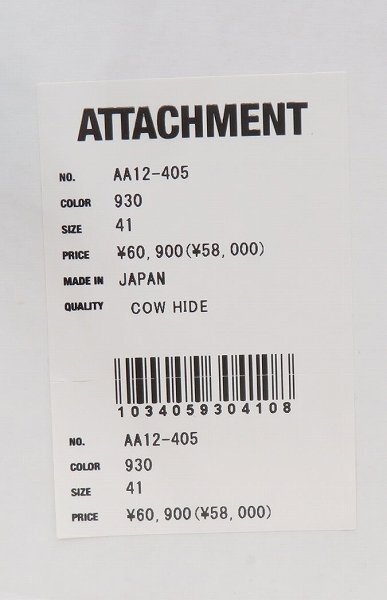 ATTACHMENT
NO. AA12-405
COLOR 930
SIZE 41
PRICE ¥60,900(¥58,000)
MADE IN JAPAN
QUALITY COW HIDE
1034059304108
NO. AA12-405
COLOR 930
SIZE 41
PRICE ¥60,900(¥58,000)